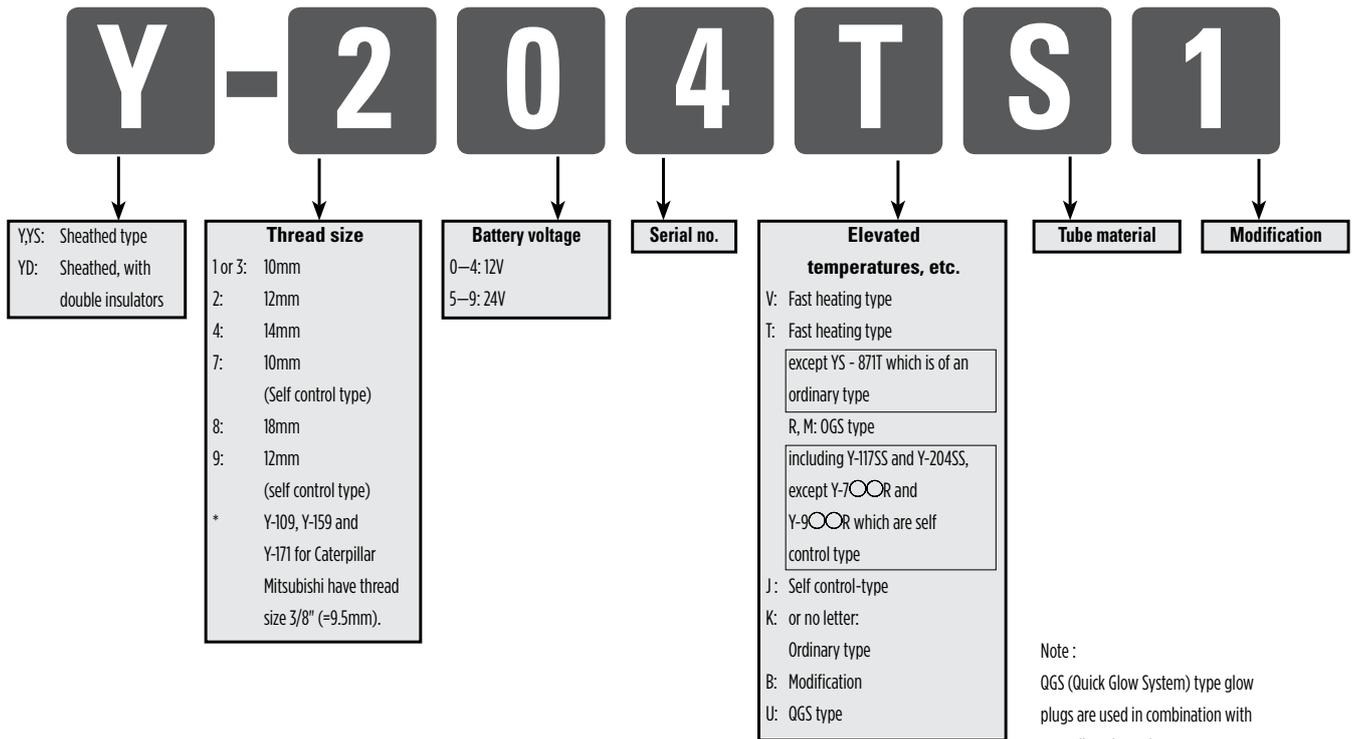 Y-204TS1
Y,YS: Sheathed type
YD: Sheathed, with
double insulators
Thread size
1 or 3: 10mm
2: 12mm
4: 14mm
7: 10mm
(Self control type)
8: 18mm
9: 12mm
(self control type)
* Y-109, Y-159 and
Y-171 for Caterpillar
Mitsubishi have thread
size 3/8" (=9.5mm).
Battery voltage
0—4: 12V
5—9: 24V
Serial no.
Elevated
temperatures, etc.
V: Fast heating type
T: Fast heating type
except YS - 871T which is of an
ordinary type
R, M: OGS type
including Y-117SS and Y-204SS,
except Y-7○○R and
Y-9○○R which are self
control type
J : Self control-type
K: or no letter:
Ordinary type
B: Modification
U: QGS type
Tube material
Modification
Note :
QGS (Quick Glow System) type glow
plugs are used in combination with